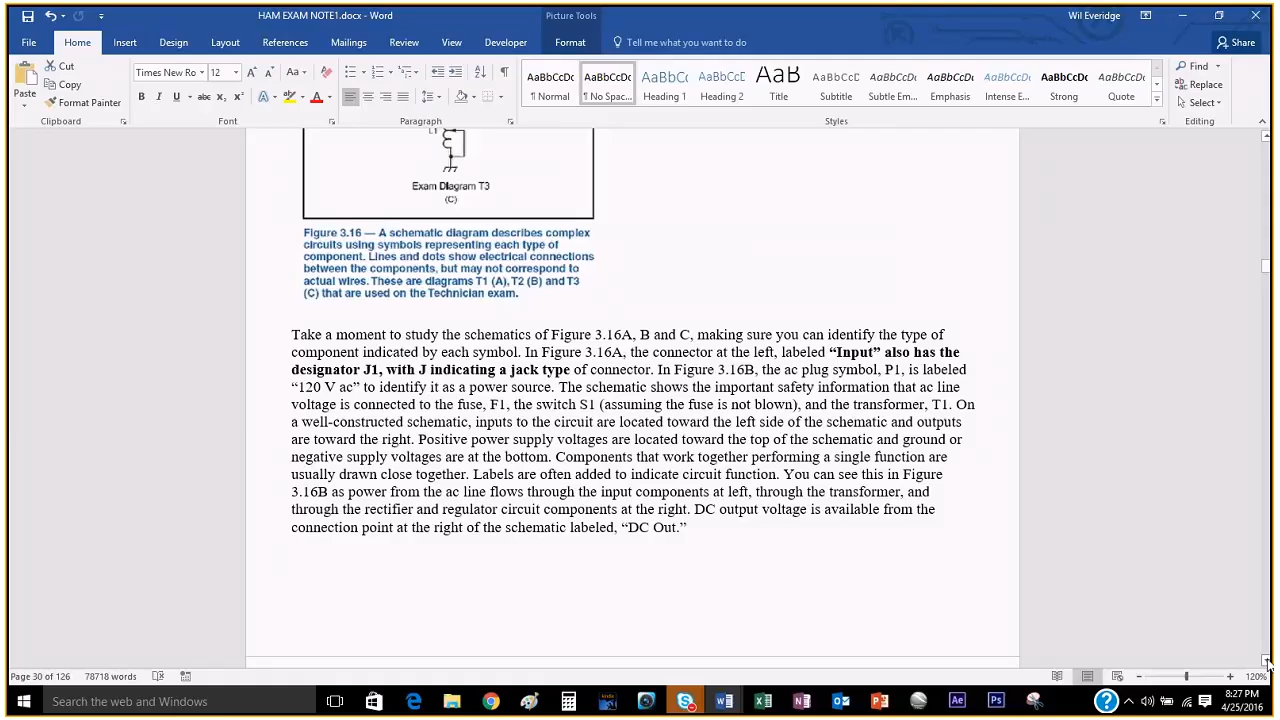 HAM EXAM NOTE1.docx - Word
Picture Tools
Wil Everidge
File Home Insert Design Layout References Mailings Review View Developer Format Tell me what you want to do Share
Paste
Cut
Copy
Format Painter
Clipboard
Times New Ro 12
Aa
B I U abc x₂ x² A A
Font
Paragraph
AaBbCcDc AaBbCcDc AaBbCc AaBbCcC AaB AaBbCcD AaBbCcDc AaBbCcDc AaBbCcDc AaBbCcDc AaBbCcDc
¶ Normal ¶ No Spac... Heading 1 Heading 2 Title Subtitle Subtle Em... Emphasis Intense E... Strong Quote
Styles
Find
Replace
Select
Editing
L1
Exam Diagram T3
(C)
Figure 3.16 — A schematic diagram describes complex
circuits using symbols representing each type of
component. Lines and dots show electrical connections
between the components, but may not correspond to
actual wires. These are diagrams T1 (A), T2 (B) and T3
(C) that are used on the Technician exam.
Take a moment to study the schematics of Figure 3.16A, B and C, making sure you can identify the type of
component indicated by each symbol. In Figure 3.16A, the connector at the left, labeled “Input” also has the
designator J1, with J indicating a jack type of connector. In Figure 3.16B, the ac plug symbol, P1, is labeled
“120 V ac” to identify it as a power source. The schematic shows the important safety information that ac line
voltage is connected to the fuse, F1, the switch S1 (assuming the fuse is not blown), and the transformer, T1. On
a well-constructed schematic, inputs to the circuit are located toward the left side of the schematic and outputs
are toward the right. Positive power supply voltages are located toward the top of the schematic and ground or
negative supply voltages are at the bottom. Components that work together performing a single function are
usually drawn close together. Labels are often added to indicate circuit function. You can see this in Figure
3.16B as power from the ac line flows through the input components at left, through the transformer, and
through the rectifier and regulator circuit components at the right. DC output voltage is available from the
connection point at the right of the schematic labeled, “DC Out.”
Page 30 of 126 78718 words
120%
Search the web and Windows
kindle
Ae
Ps
8:27 PM
4/25/2016